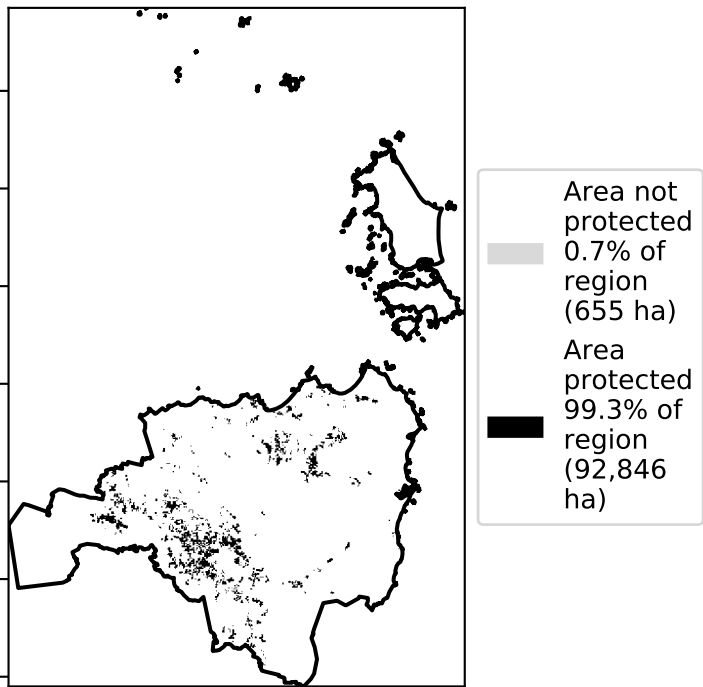 Area not
protected
0.7% of
region
(655 ha)
Area
protected
99.3% of
region
(92,846
ha)